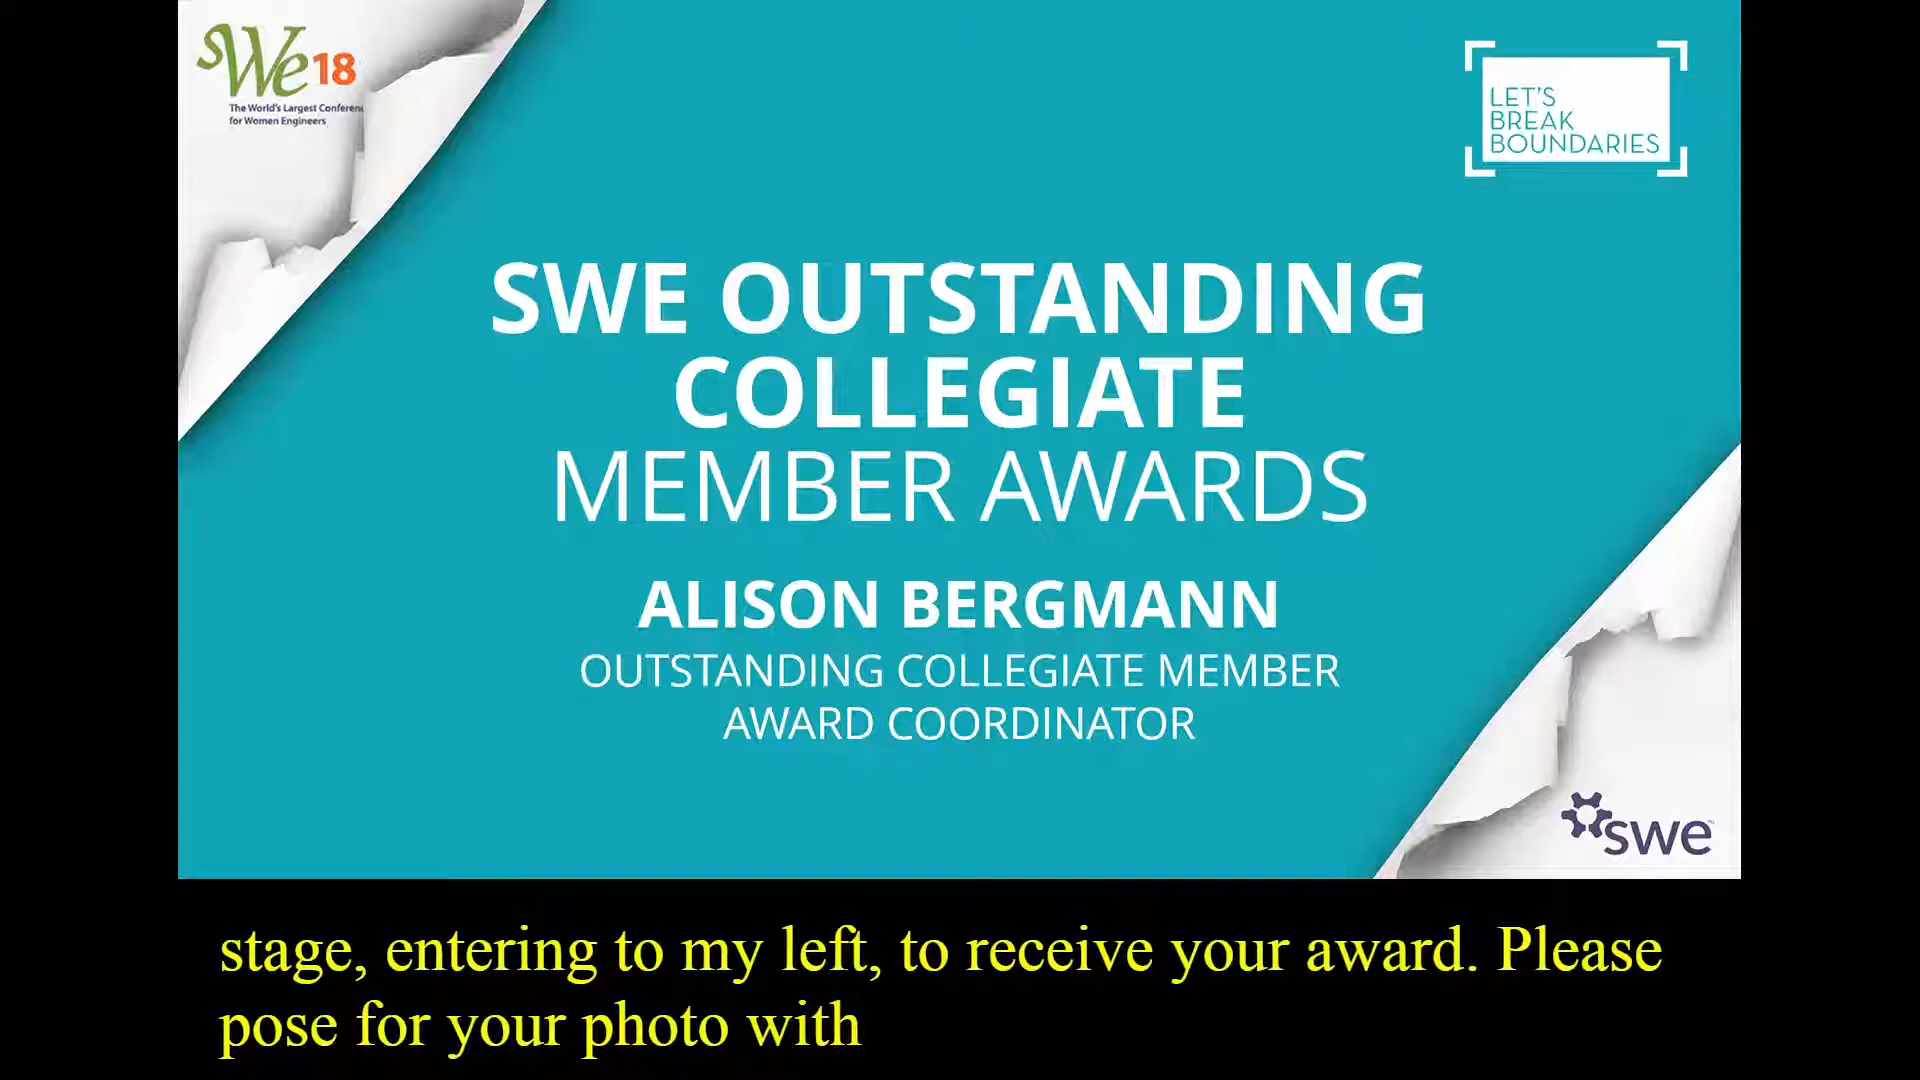 sWe18
The World's Largest Conferenc
for Women Engineers
LET'S
BREAK
BOUNDARIES
SWE OUTSTANDING
COLLEGIATE
MEMBER AWARDS
ALISON BERGMANN
OUTSTANDING COLLEGIATE MEMBER
AWARD COORDINATOR
swe
stage, entering to my left, to receive your award. Please
pose for your photo with